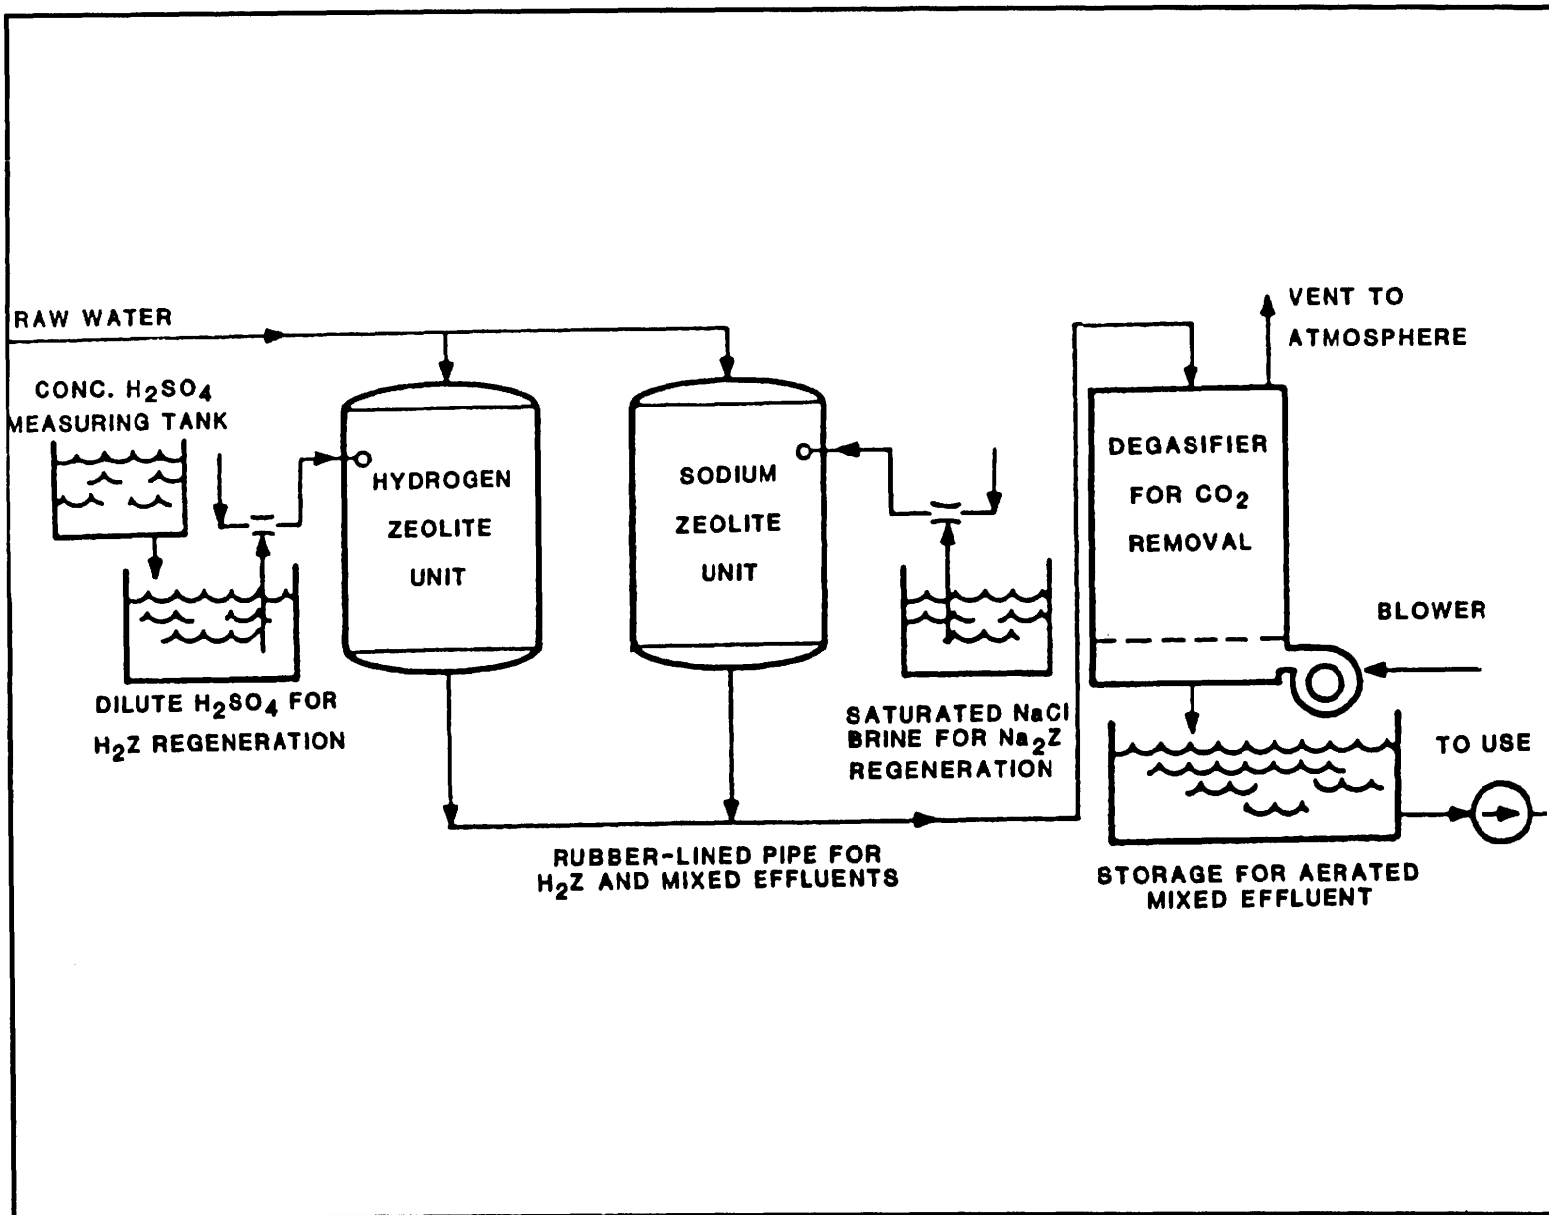 RAW WATER
CONC. H₂SO₄
MEASURING TANK
HYDROGEN
ZEOLITE
UNIT
DILUTE H₂SO₄ FOR
H₂Z REGENERATION
SODIUM
ZEOLITE
UNIT
SATURATED NaCl
BRINE FOR Na₂Z
REGENERATION
RUBBER-LINED PIPE FOR
H₂Z AND MIXED EFFLUENTS
VENT TO
ATMOSPHERE
DEGASIFIER
FOR CO₂
REMOVAL
BLOWER
TO USE
STORAGE FOR AERATED
MIXED EFFLUENT